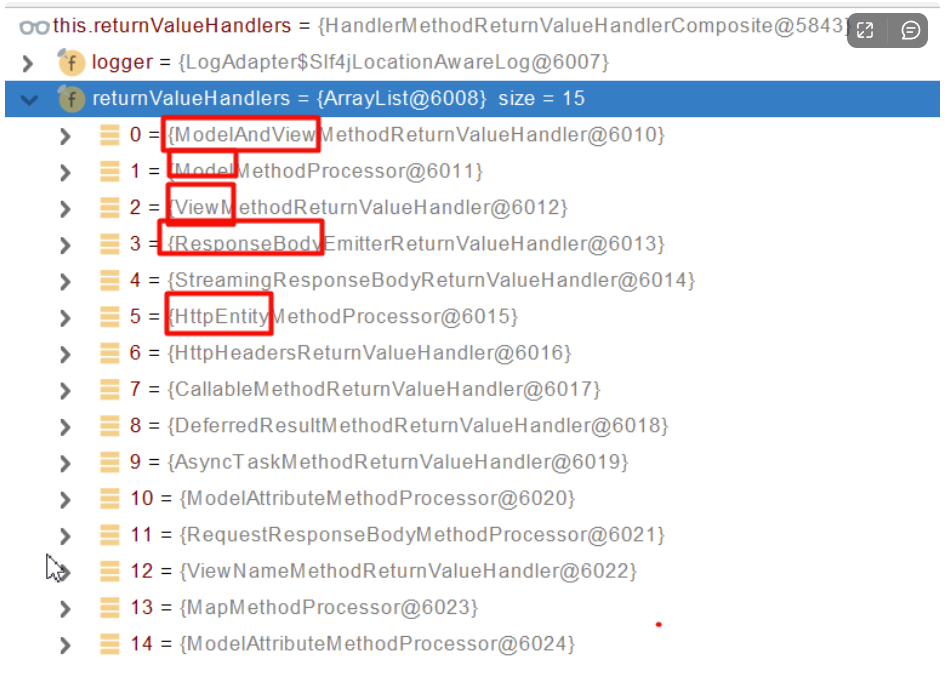 this.returnValueHandlers = {HandlerMethodReturnValueHandlerComposite@5843}
f logger = {LogAdapter$Slf4jLocationAwareLog@6007}
f returnValueHandlers = {ArrayList@6008} size = 15
0 = {ModelAndViewMethodReturnValueHandler@6010}
1 = {ModelMethodProcessor@6011}
2 = {ViewMethodReturnValueHandler@6012}
3 = {ResponseBodyEmitterReturnValueHandler@6013}
4 = {StreamingResponseBodyReturnValueHandler@6014}
5 = {HttpEntityMethodProcessor@6015}
6 = {HttpHeadersReturnValueHandler@6016}
7 = {CallableMethodReturnValueHandler@6017}
8 = {DeferredResultMethodReturnValueHandler@6018}
9 = {AsyncTaskMethodReturnValueHandler@6019}
10 = {ModelAttributeMethodProcessor@6020}
11 = {RequestResponseBodyMethodProcessor@6021}
12 = {ViewNameMethodReturnValueHandler@6022}
13 = {MapMethodProcessor@6023}
14 = {ModelAttributeMethodProcessor@6024}